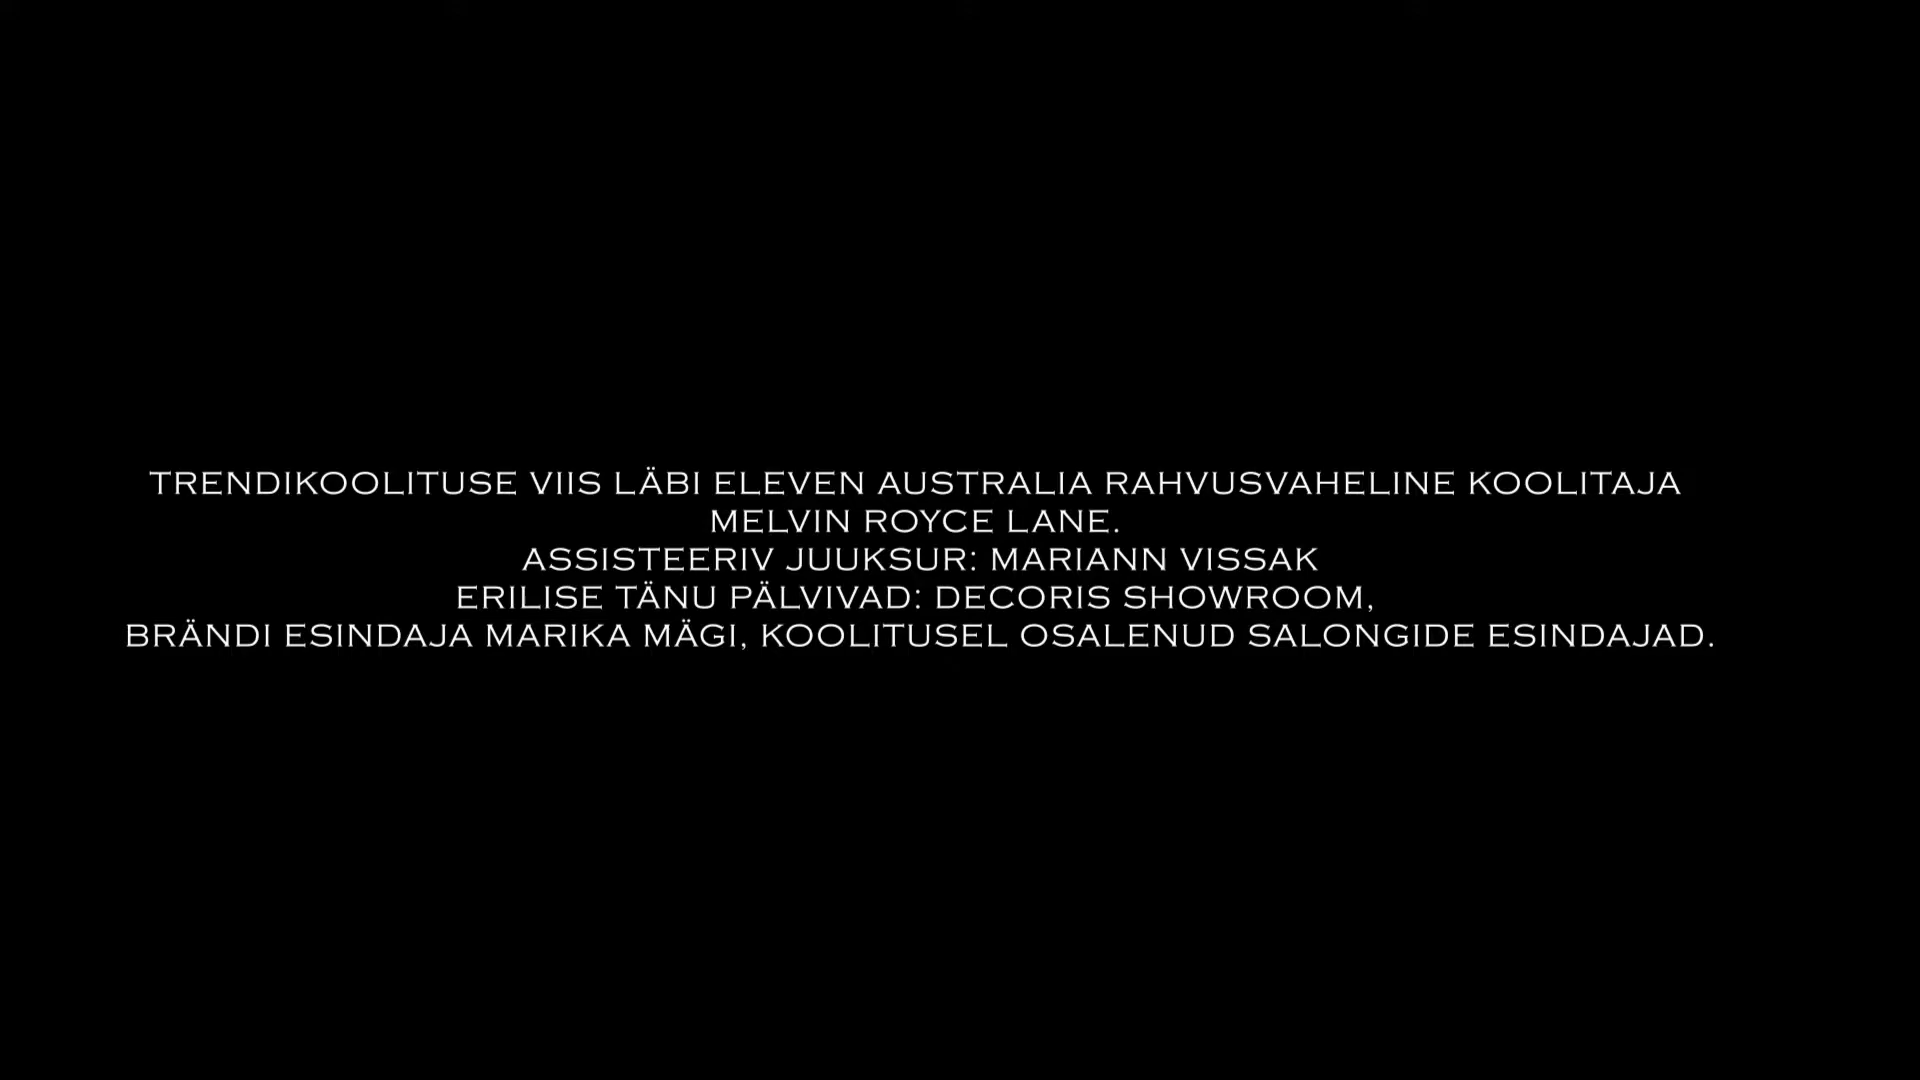 TRENDIKOOLITUSE VIIS LÄBI ELEVEN AUSTRALIA RAHVUSVAHELINE KOOLITAJA
MELVIN ROYCE LANE.
ASSISTEERIV JUUKSUR: MARIANN VISSAK
ERILISE TÄNU PÄLVIVAD: DECORIS SHOWROOM,
BRÄNDI ESINDAJA MARIKA MÄGI, KOOLITUSEL OSALENUD SALONGIDE ESINDAJAD.